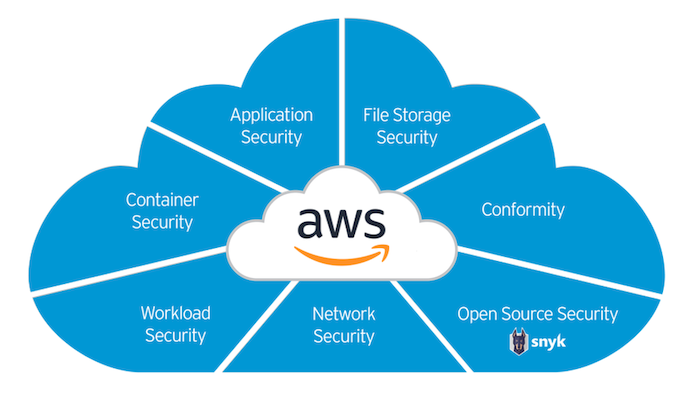 Application
Security
File Storage
Security
Container
Security
aws
Conformity
Workload
Security
Network
Security
Open Source Security
snyk